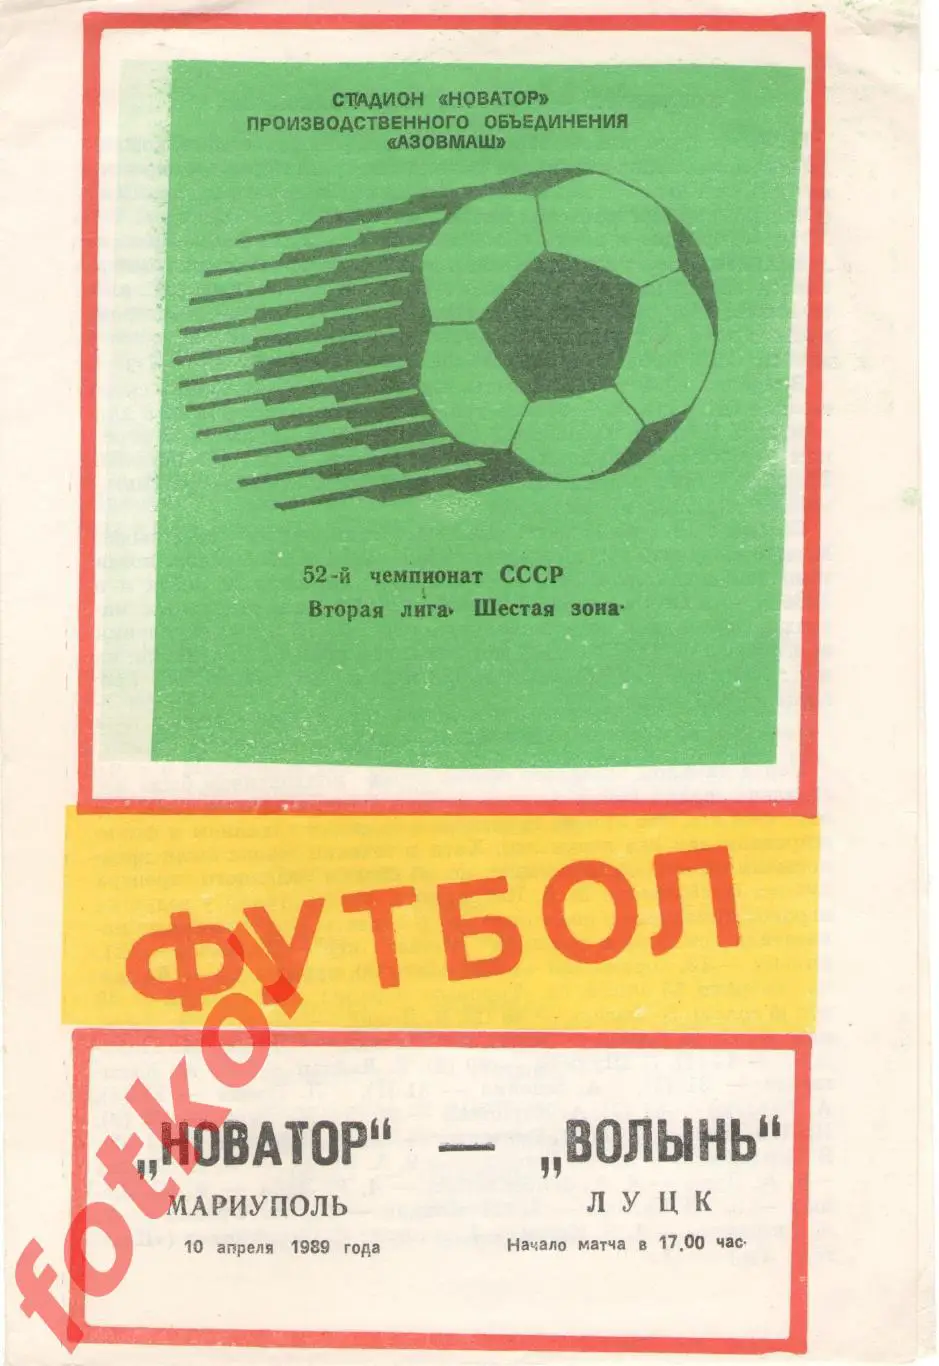 СТАДИОН «НОВАТОР»
ПРОИЗВОДСТВЕННОГО ОБЪЕДИНЕНИЯ
«АЗОВМАШ»
52-й чемпионат СССР
Вторая лига. Шестая зона.
ФУТБОЛ
„НОВАТОР“ — „ВОЛЫНЬ“
МАРИУПОЛЬ ЛУЦК
10 апреля 1989 года Начало матча в 17.00 час.
fotkor